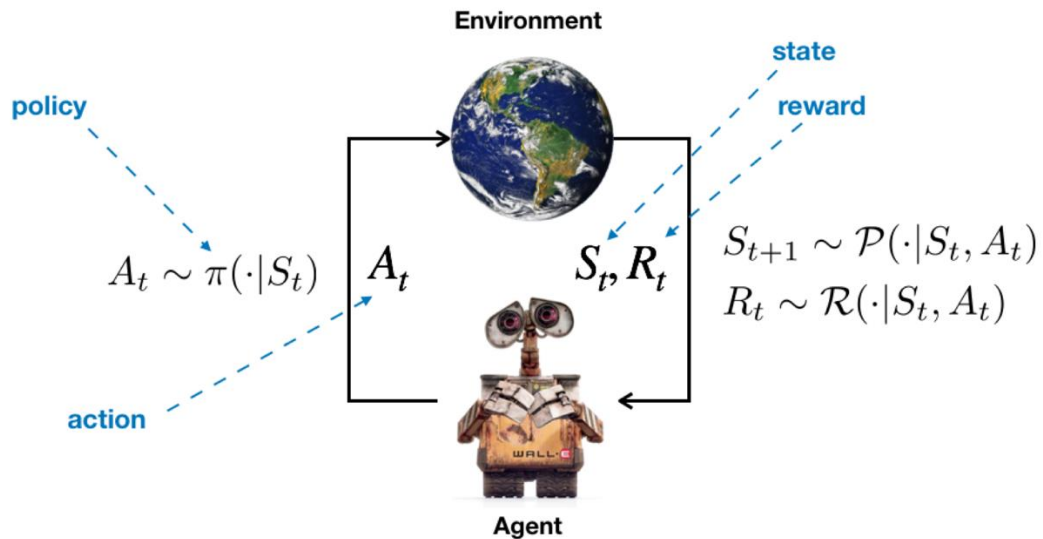 Environment
state
policy
reward
A_t ∼ π(·|S_t)
A_t
S_t, R_t
S_{t+1} ∼ 𝒫(·|S_t, A_t)
R_t ∼ ℛ(·|S_t, A_t)
action
WALL·E
Agent